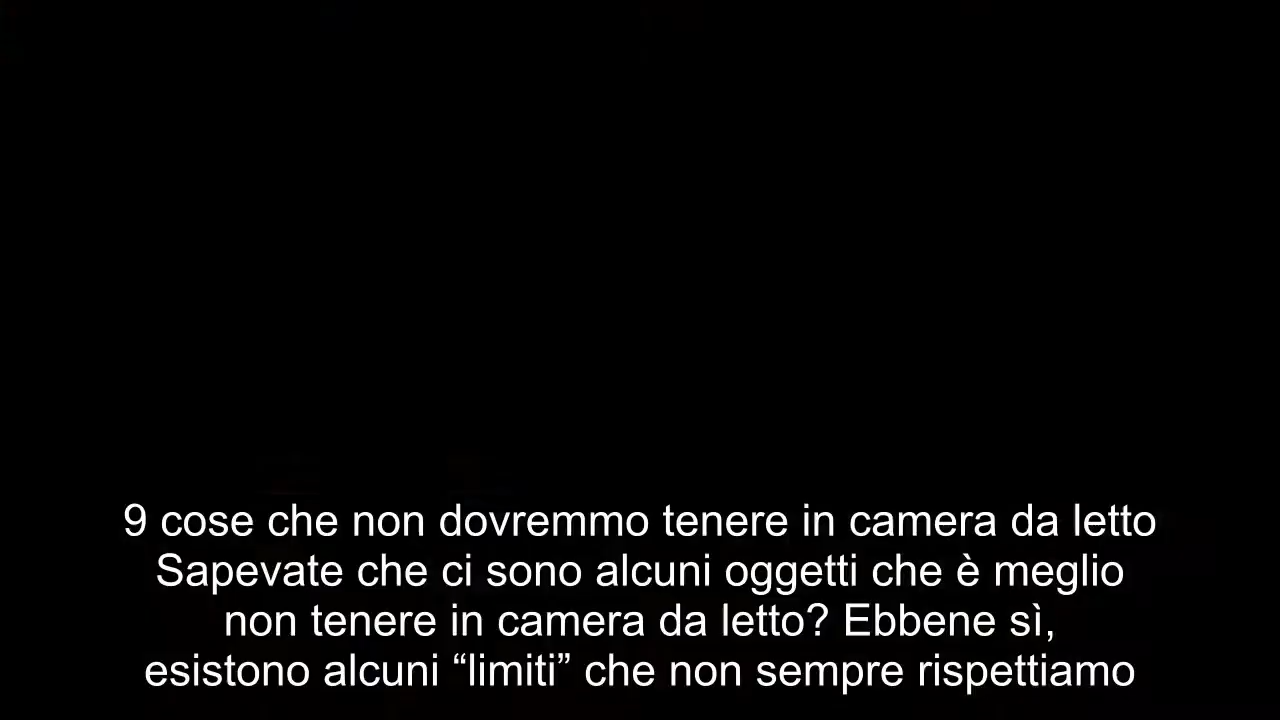 9 cose che non dovremmo tenere in camera da letto
Sapevate che ci sono alcuni oggetti che è meglio
non tenere in camera da letto? Ebbene sì,
esistono alcuni “limiti” che non sempre rispettiamo